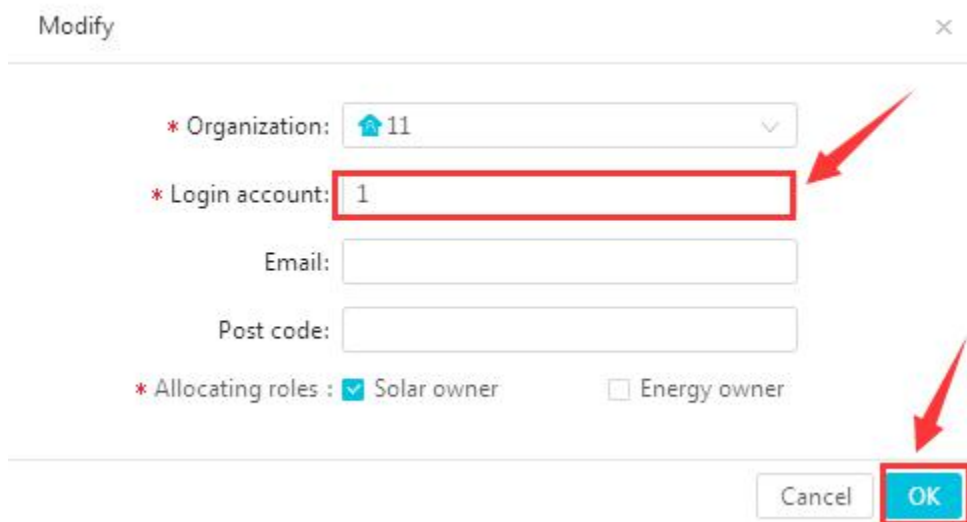 Modify
* Organization: 11
* Login account: 1
Email:
Post code:
* Allocating roles : Solar owner Energy owner
Cancel OK